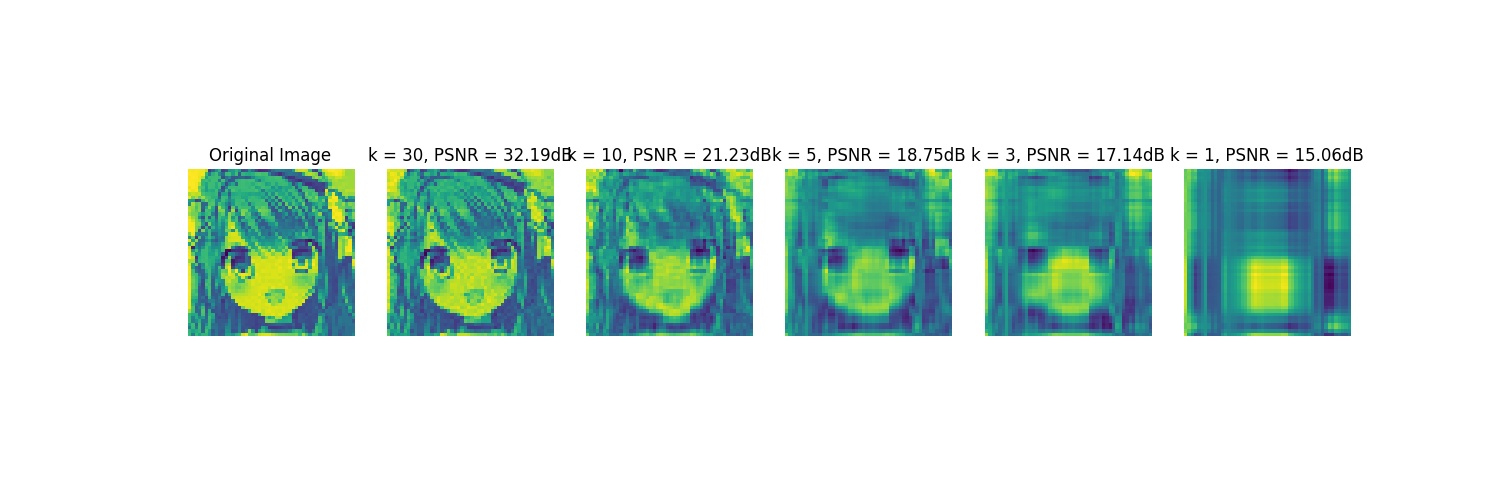 Original Image
k = 30, PSNR = 32.19dB
k = 10, PSNR = 21.23dB
k = 5, PSNR = 18.75dB
k = 3, PSNR = 17.14dB
k = 1, PSNR = 15.06dB